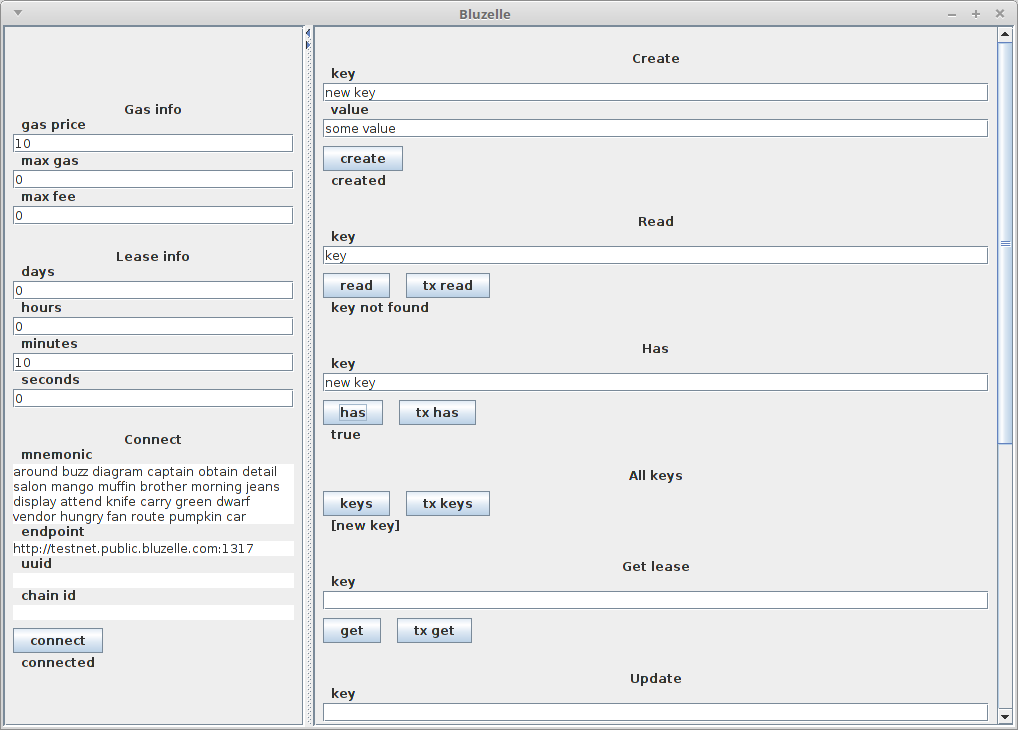 Bluzelle
Gas info
gas price
10
max gas
0
max fee
0
Lease info
days
0
hours
0
minutes
10
seconds
0
Connect
mnemonic
around buzz diagram captain obtain detail
salon mango muffin brother morning jeans
display attend knife carry green dwarf
vendor hungry fan route pumpkin car
endpoint
http://testnet.public.bluzelle.com:1317
uuid
chain id
connect
connected
Create
key
new key
value
some value
create
created
Read
key
key
read tx read
key not found
Has
key
new key
has tx has
true
All keys
keys tx keys
[new key]
Get lease
key
get tx get
Update
key